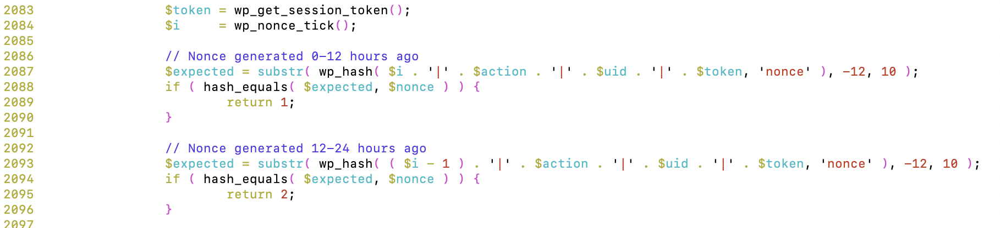 2083 $token = wp_get_session_token();
2084 $i     = wp_nonce_tick();
2085
2086 // Nonce generated 0-12 hours ago
2087 $expected = substr( wp_hash( $i . '|' . $action . '|' . $uid . '|' . $token, 'nonce' ), -12, 10 );
2088 if ( hash_equals( $expected, $nonce ) ) {
2089         return 1;
2090 }
2091
2092 // Nonce generated 12-24 hours ago
2093 $expected = substr( wp_hash( ( $i - 1 ) . '|' . $action . '|' . $uid . '|' . $token, 'nonce' ), -12, 10 );
2094 if ( hash_equals( $expected, $nonce ) ) {
2095         return 2;
2096 }
2097